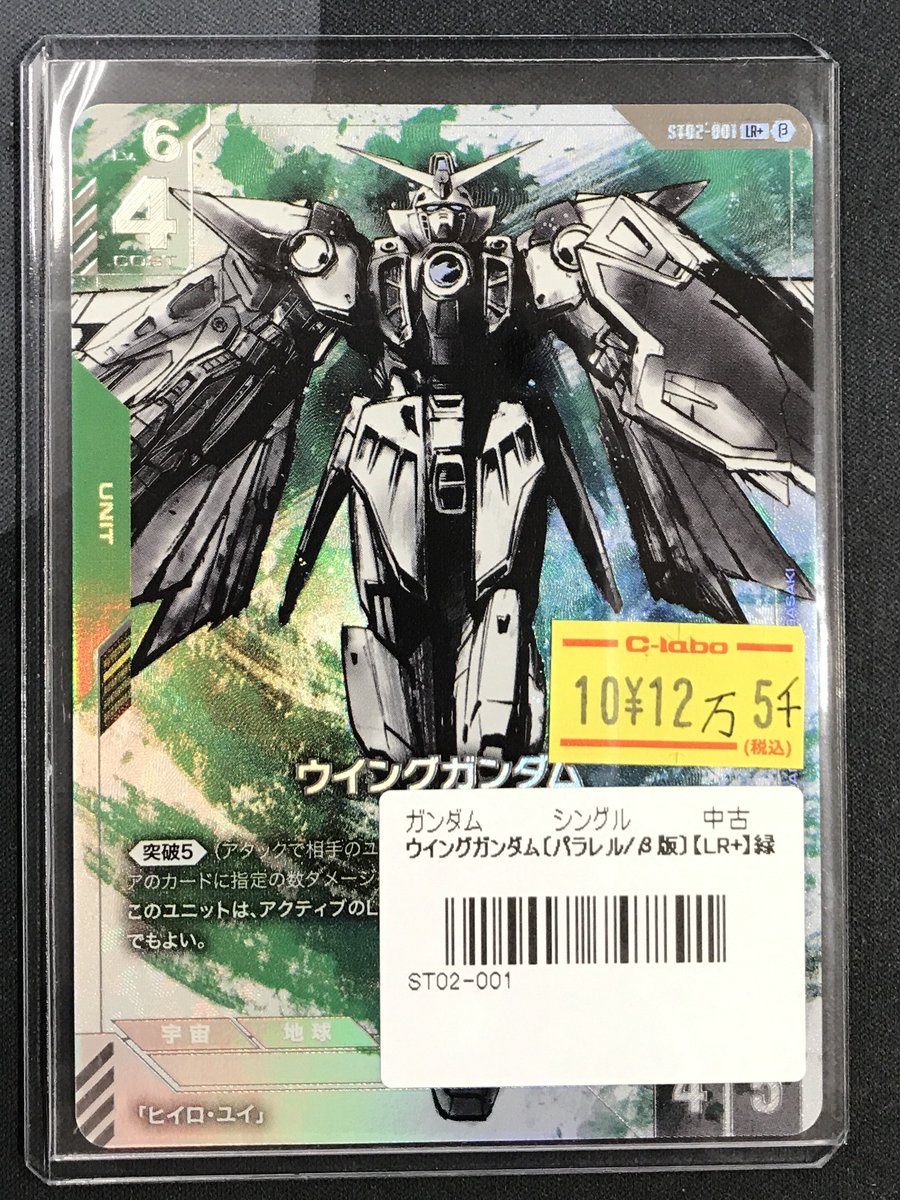 Lv. 6
4
COST
ST02-001 LR+ β
UNIT
C-labo
10¥12万5千
(税込)
ウイングガンダム
ガンダム シングル 中古
ウイングガンダム〔パラレル/β版〕【LR+】緑
ST02-001
突破5 (アタックで相手のユ
アのカードに指定の数ダメージ
このユニットは、アクティブのL
でもよい。
宇宙 地球
「ヒイロ・ユイ」
4 5